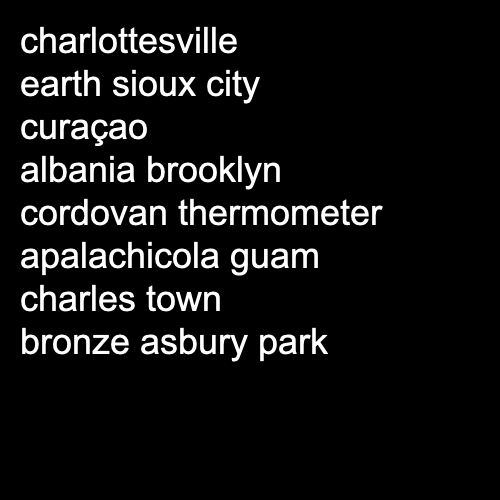 charlottesville
earth sioux city
curaçao
albania brooklyn
cordovan thermometer
apalachicola guam
charles town
bronze asbury park